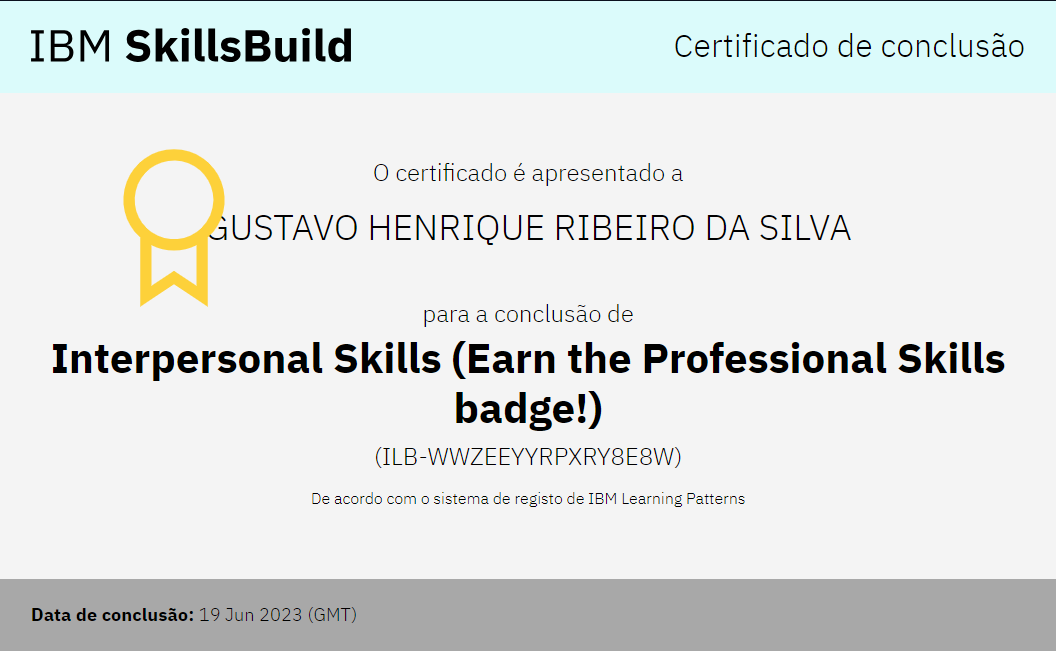 IBM SkillsBuild
Certificado de conclusão
O certificado é apresentado a
GUSTAVO HENRIQUE RIBEIRO DA SILVA
para a conclusão de
Interpersonal Skills (Earn the Professional Skills
badge!)
(ILB-WWZEEYYRPXRY8E8W)
De acordo com o sistema de registo de IBM Learning Patterns
Data de conclusão: 19 Jun 2023 (GMT)